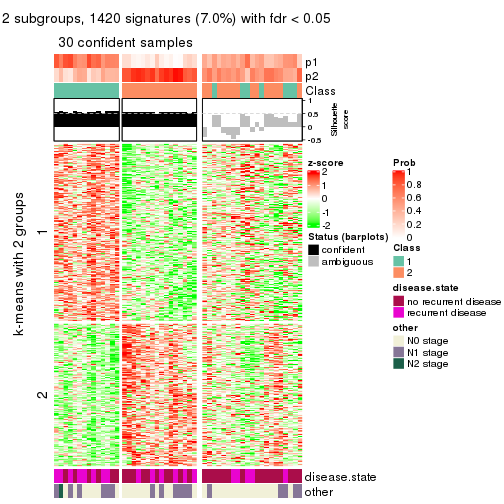 2 subgroups, 1420 signatures (7.0%) with fdr < 0.05
30 confident samples
p1
p2
Class
1
0.5
0
-0.5
Silhouette
score
k-means with 2 groups
1
2
z-score
2
1
0
-1
-2
Status (barplots)
confident
ambiguous
Prob
1
0.8
0.6
0.4
0.2
0
Class
1
2
disease.state
no recurrent disease
recurrent disease
other
N0 stage
N1 stage
N2 stage
disease.state
other